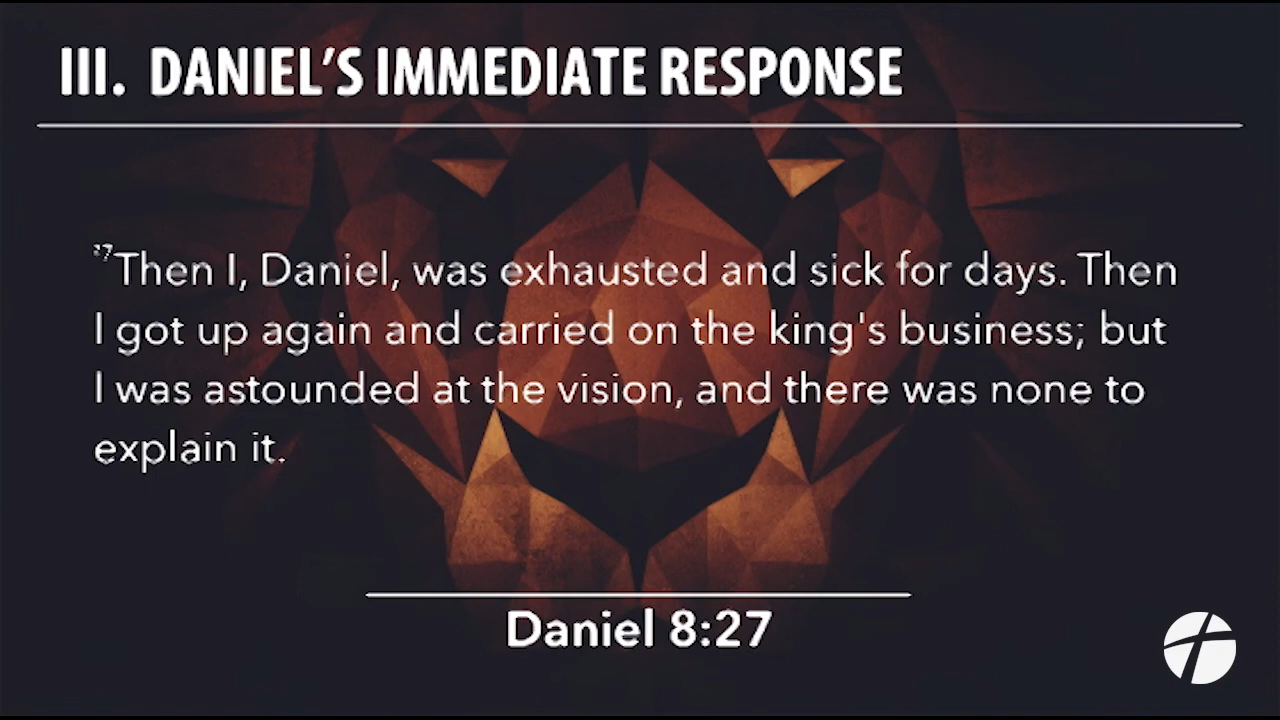 III. DANIEL'S IMMEDIATE RESPONSE
27Then I, Daniel, was exhausted and sick for days. Then
I got up again and carried on the king's business; but
I was astounded at the vision, and there was none to
explain it.
Daniel 8:27